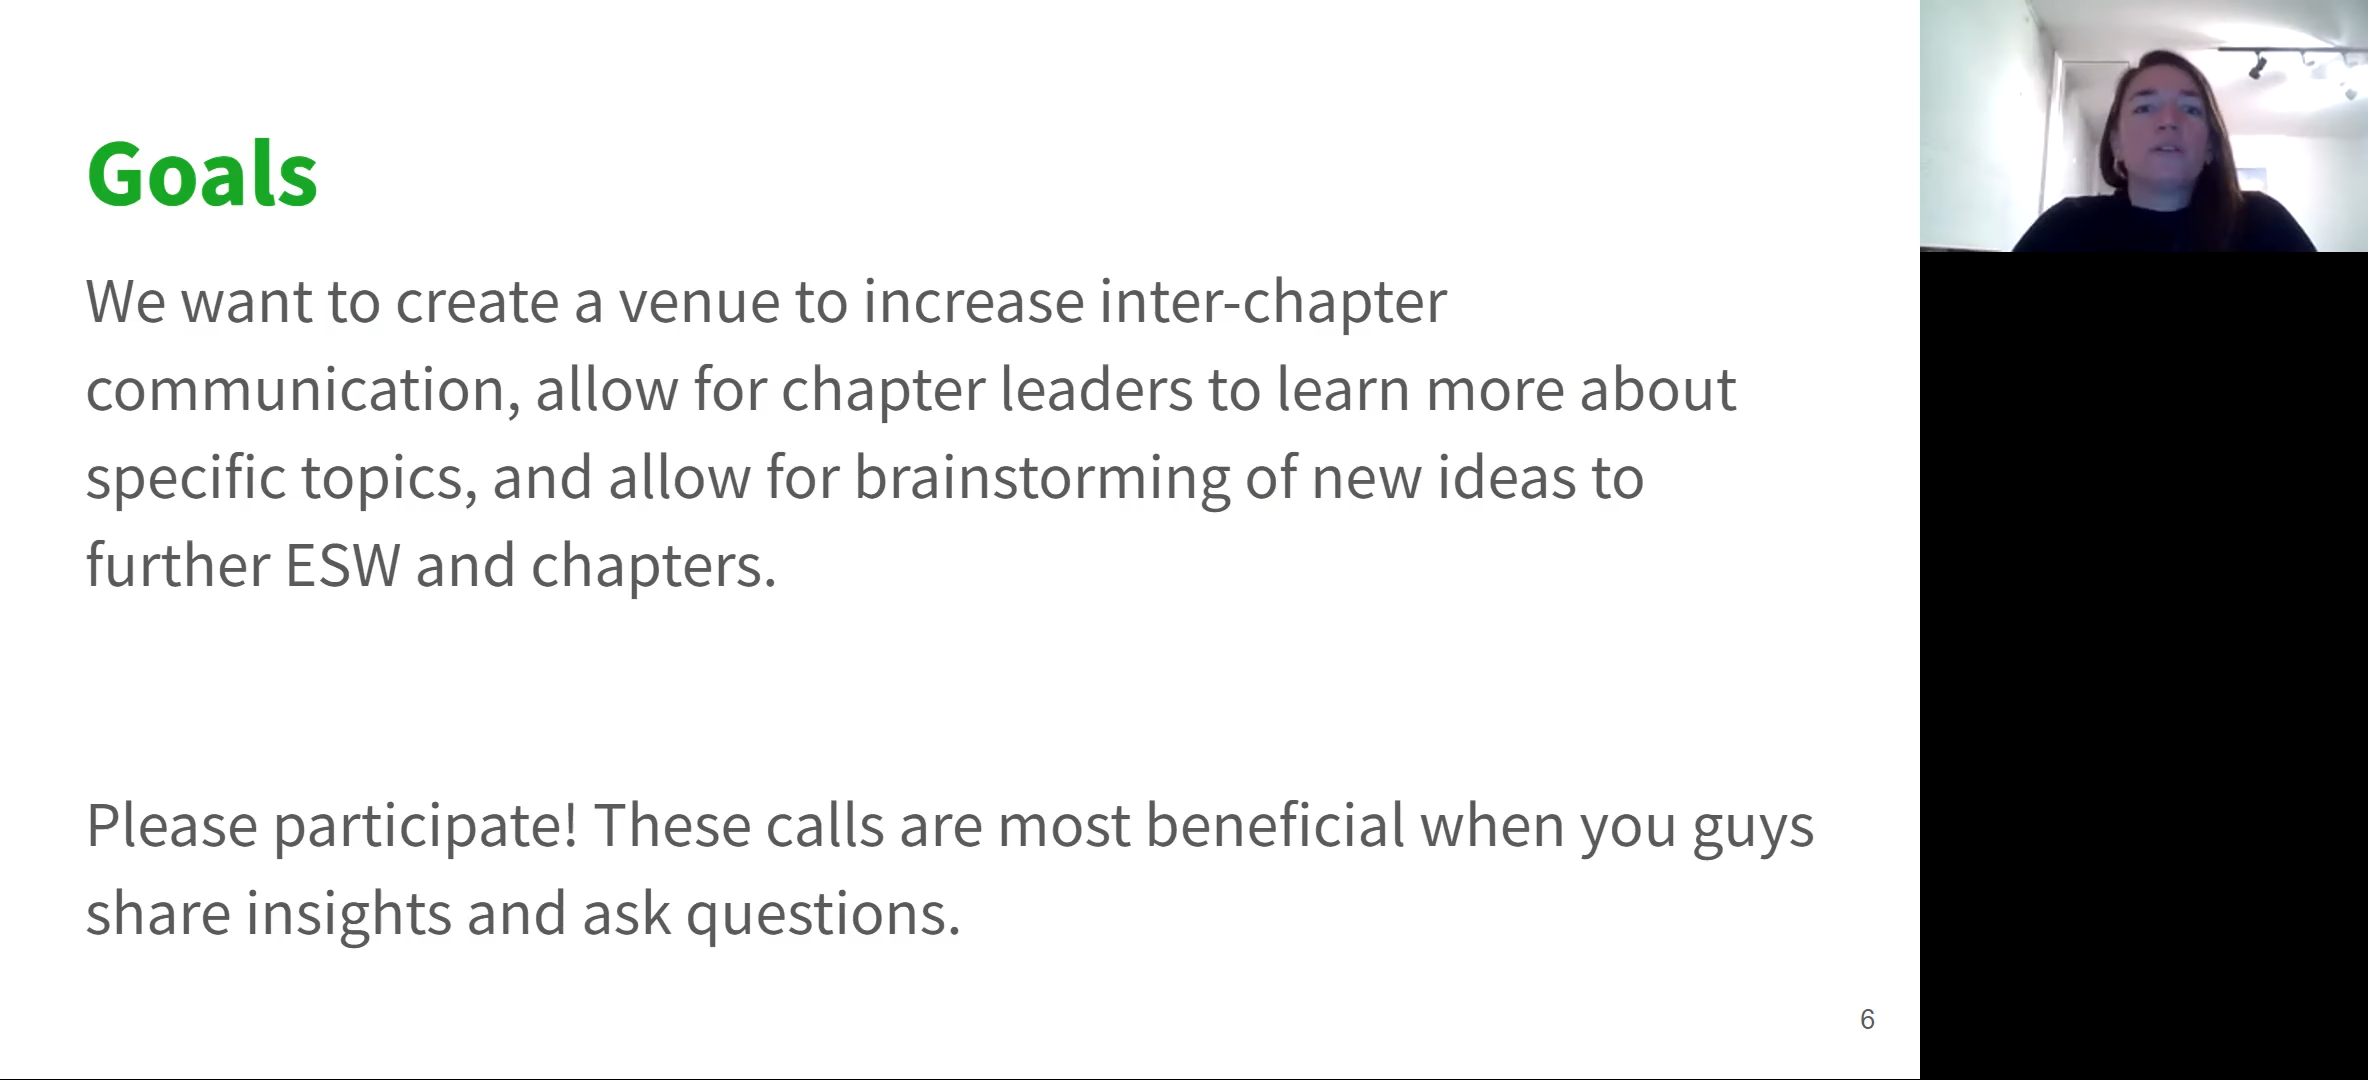 Goals
We want to create a venue to increase inter-chapter
communication, allow for chapter leaders to learn more about
specific topics, and allow for brainstorming of new ideas to
further ESW and chapters.
Please participate! These calls are most beneficial when you guys
share insights and ask questions.
6